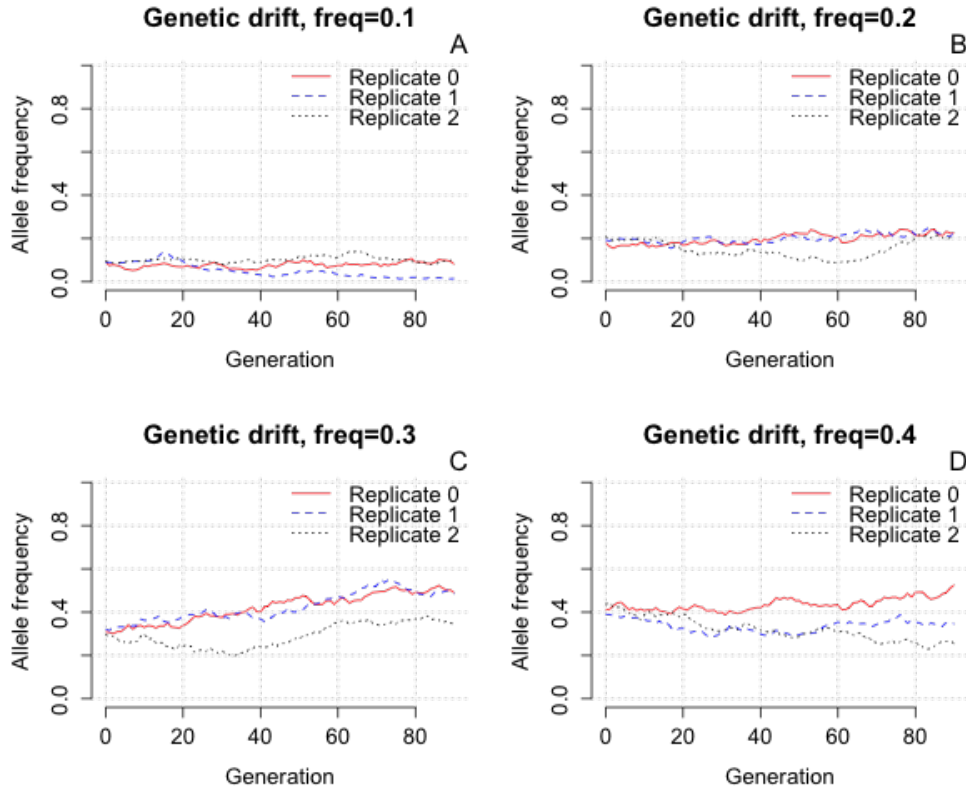 Genetic drift, freq=0.1
A
Replicate 0
Replicate 1
Replicate 2
Allele frequency
0.0
0.4
0.8
0
20
40
60
80
Generation
Genetic drift, freq=0.2
B
Replicate 0
Replicate 1
Replicate 2
Allele frequency
0.0
0.4
0.8
0
20
40
60
80
Generation
Genetic drift, freq=0.3
C
Replicate 0
Replicate 1
Replicate 2
Allele frequency
0.0
0.4
0.8
0
20
40
60
80
Generation
Genetic drift, freq=0.4
D
Replicate 0
Replicate 1
Replicate 2
Allele frequency
0.0
0.4
0.8
0
20
40
60
80
Generation